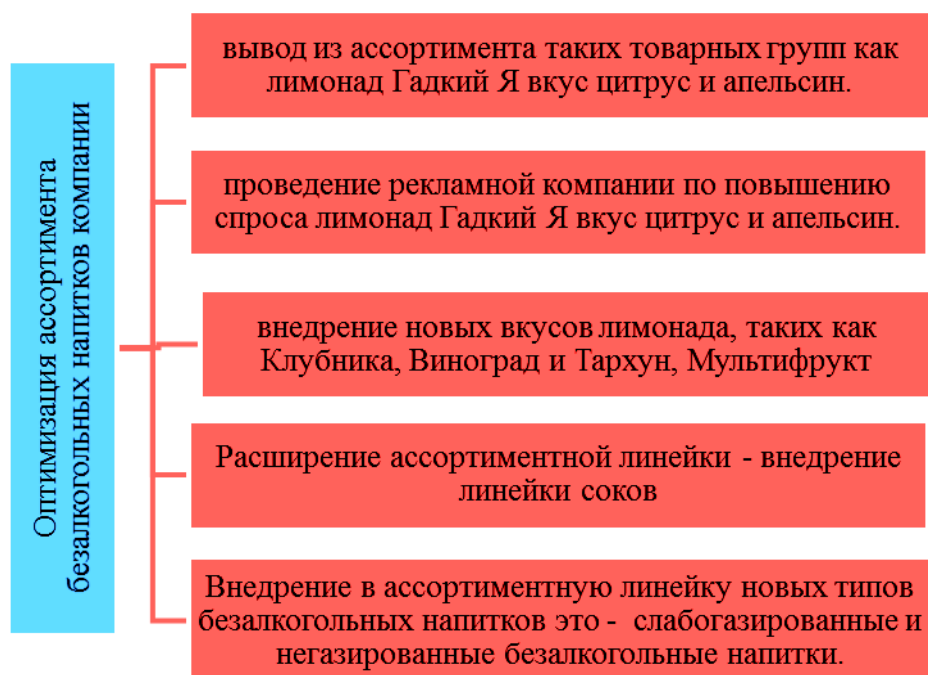 Оптимизация ассортимента
безалкогольных напитков компании
вывод из ассортимента таких товарных групп как
лимонад Гадкий Я вкус цитрус и апельсин.
проведение рекламной компании по повышению
спроса лимонад Гадкий Я вкус цитрус и апельсин.
внедрение новых вкусов лимонада, таких как
Клубника, Виноград и Тархун, Мультифрукт
Расширение ассортиментной линейки - внедрение
линейки соков
Внедрение в ассортиментную линейку новых типов
безалкогольных напитков это - слабогазированные и
негазированные безалкогольные напитки.